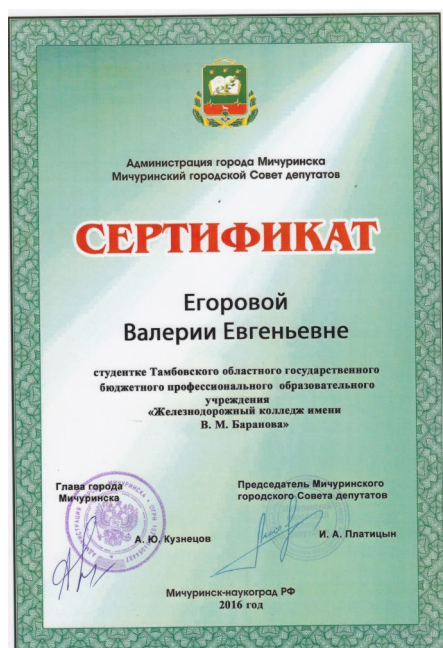 Администрация города Мичуринска
Мичуринский городской Совет депутатов
СЕРТИФИКАТ
Егоровой
Валерии Евгеньевне
студентке Тамбовского областного государственного
бюджетного профессионального образовательного
учреждения
«Железнодорожный колледж имени
В. М. Баранова»
Глава города
Мичуринска
А. Ю. Кузнецов
Председатель Мичуринского
городского Совета депутатов
И. А. Платицын
Мичуринск-наукоград РФ
2016 год